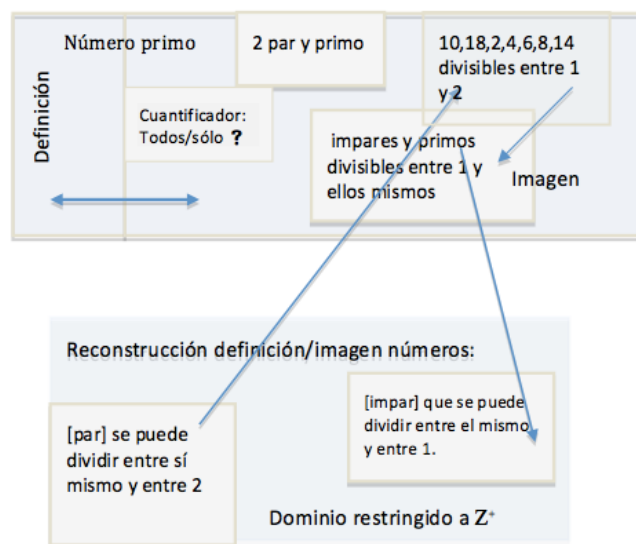 Número primo
2 par y primo
10,18,2,4,6,8,14
divisibles entre 1
y 2
Definición
Cuantificador:
Todos/sólo ?
impares y primos
divisibles entre 1 y
ellos mismos
Imagen
Reconstrucción definición/imagen números:
[par] se puede
dividir entre sí
mismo y entre 2
[impar] que se puede
dividir entre el mismo
y entre 1.
Dominio restringido a Z⁺